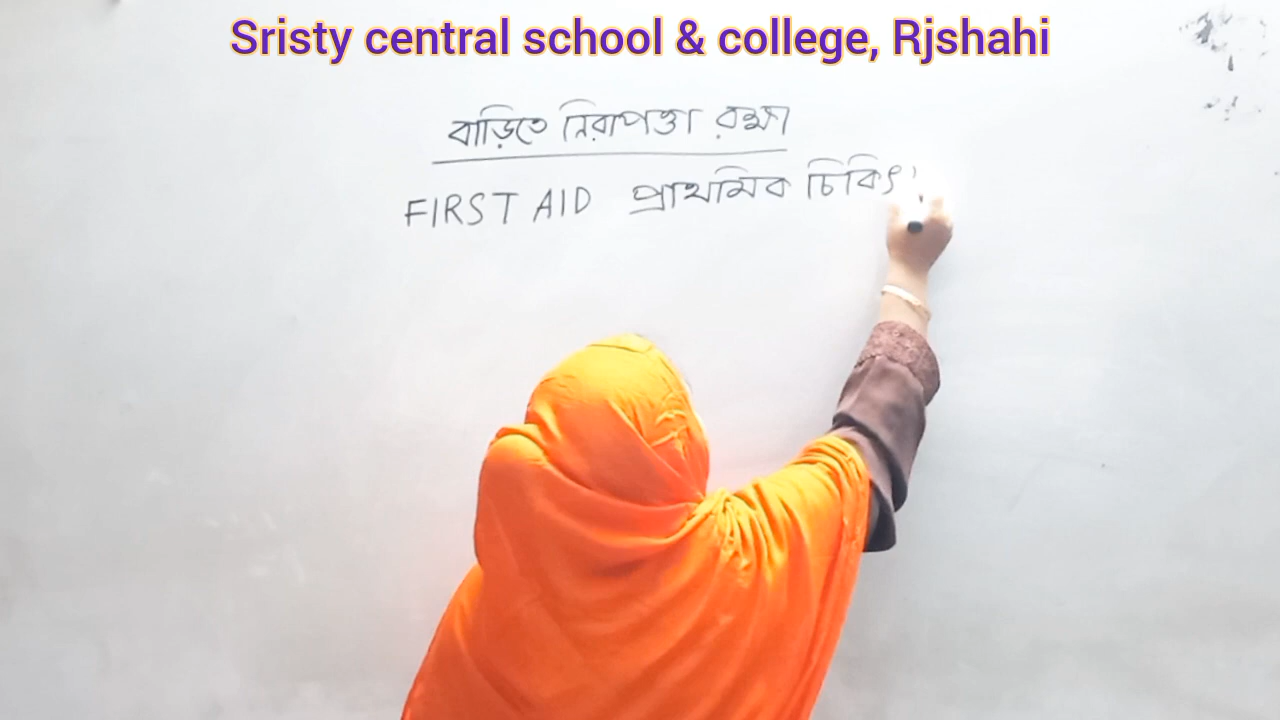 Sristy central school & college, Rjshahi
বাড়িতে নিরাপত্তা রক্ষা
FIRST AID প্রাথমিক চিকিৎ